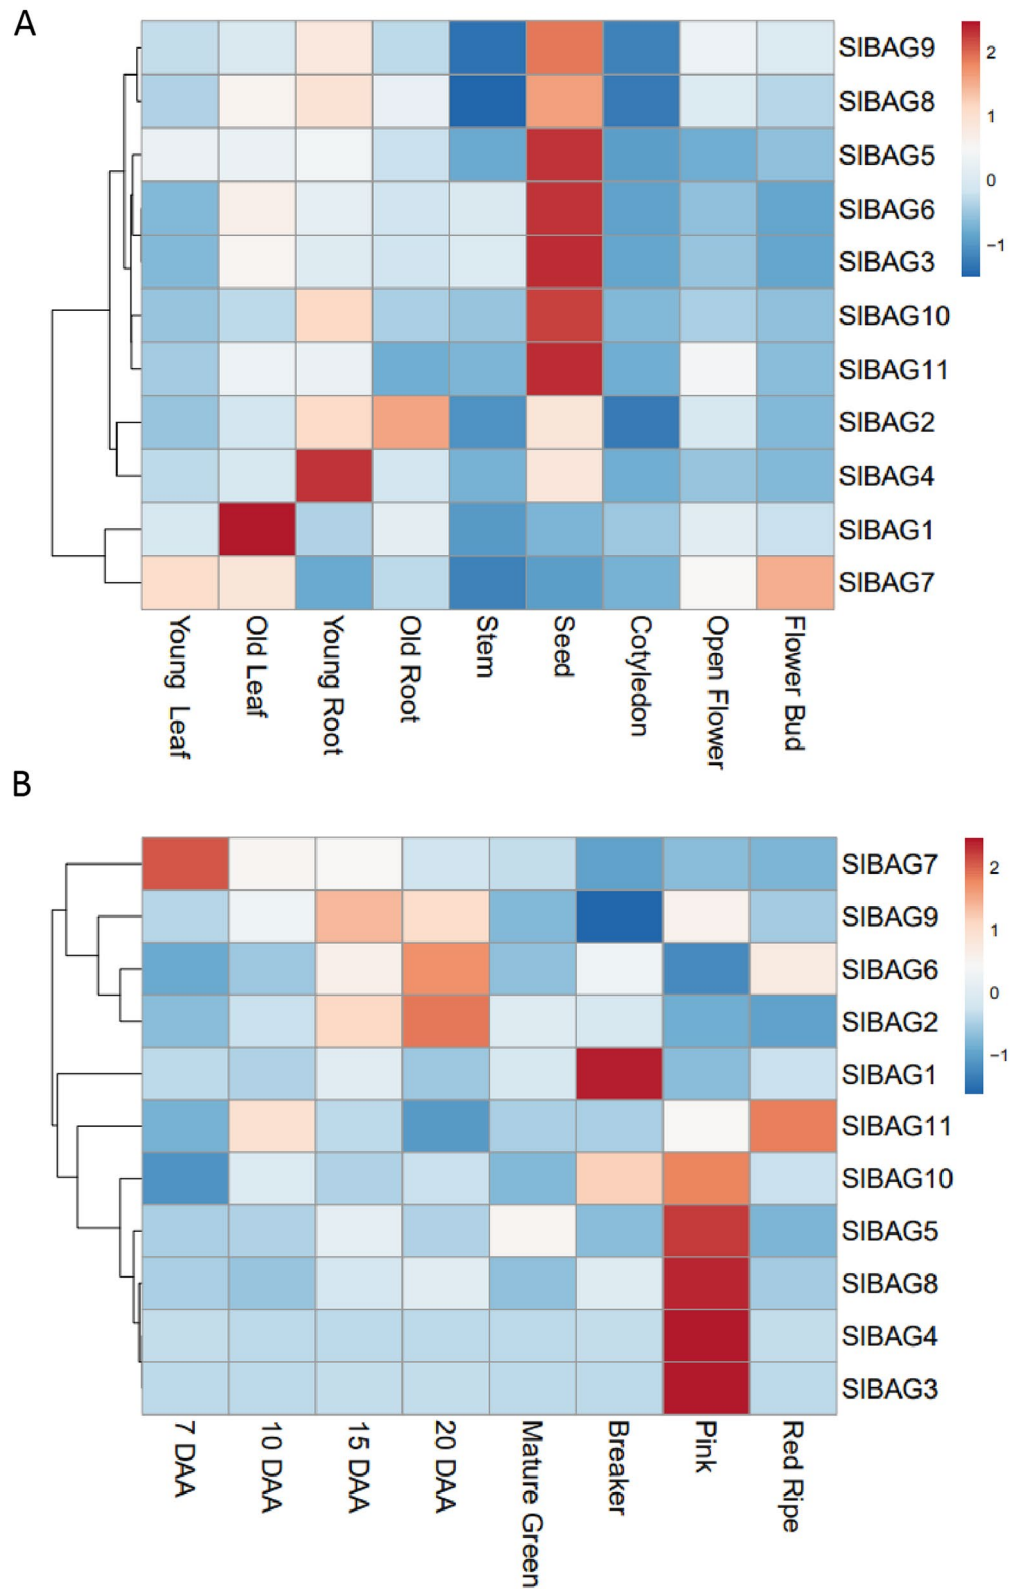 A
SlBAG9
SlBAG8
SlBAG5
SlBAG6
SlBAG3
SlBAG10
SlBAG11
SlBAG2
SlBAG4
SlBAG1
SlBAG7
2
1
0
−1
Young Leaf
Old Leaf
Young Root
Old Root
Stem
Seed
Cotyledon
Open Flower
Flower Bud
B
SlBAG7
SlBAG9
SlBAG6
SlBAG2
SlBAG1
SlBAG11
SlBAG10
SlBAG5
SlBAG8
SlBAG4
SlBAG3
2
1
0
−1
7 DAA
10 DAA
15 DAA
20 DAA
Mature Green
Breaker
Pink
Red Ripe